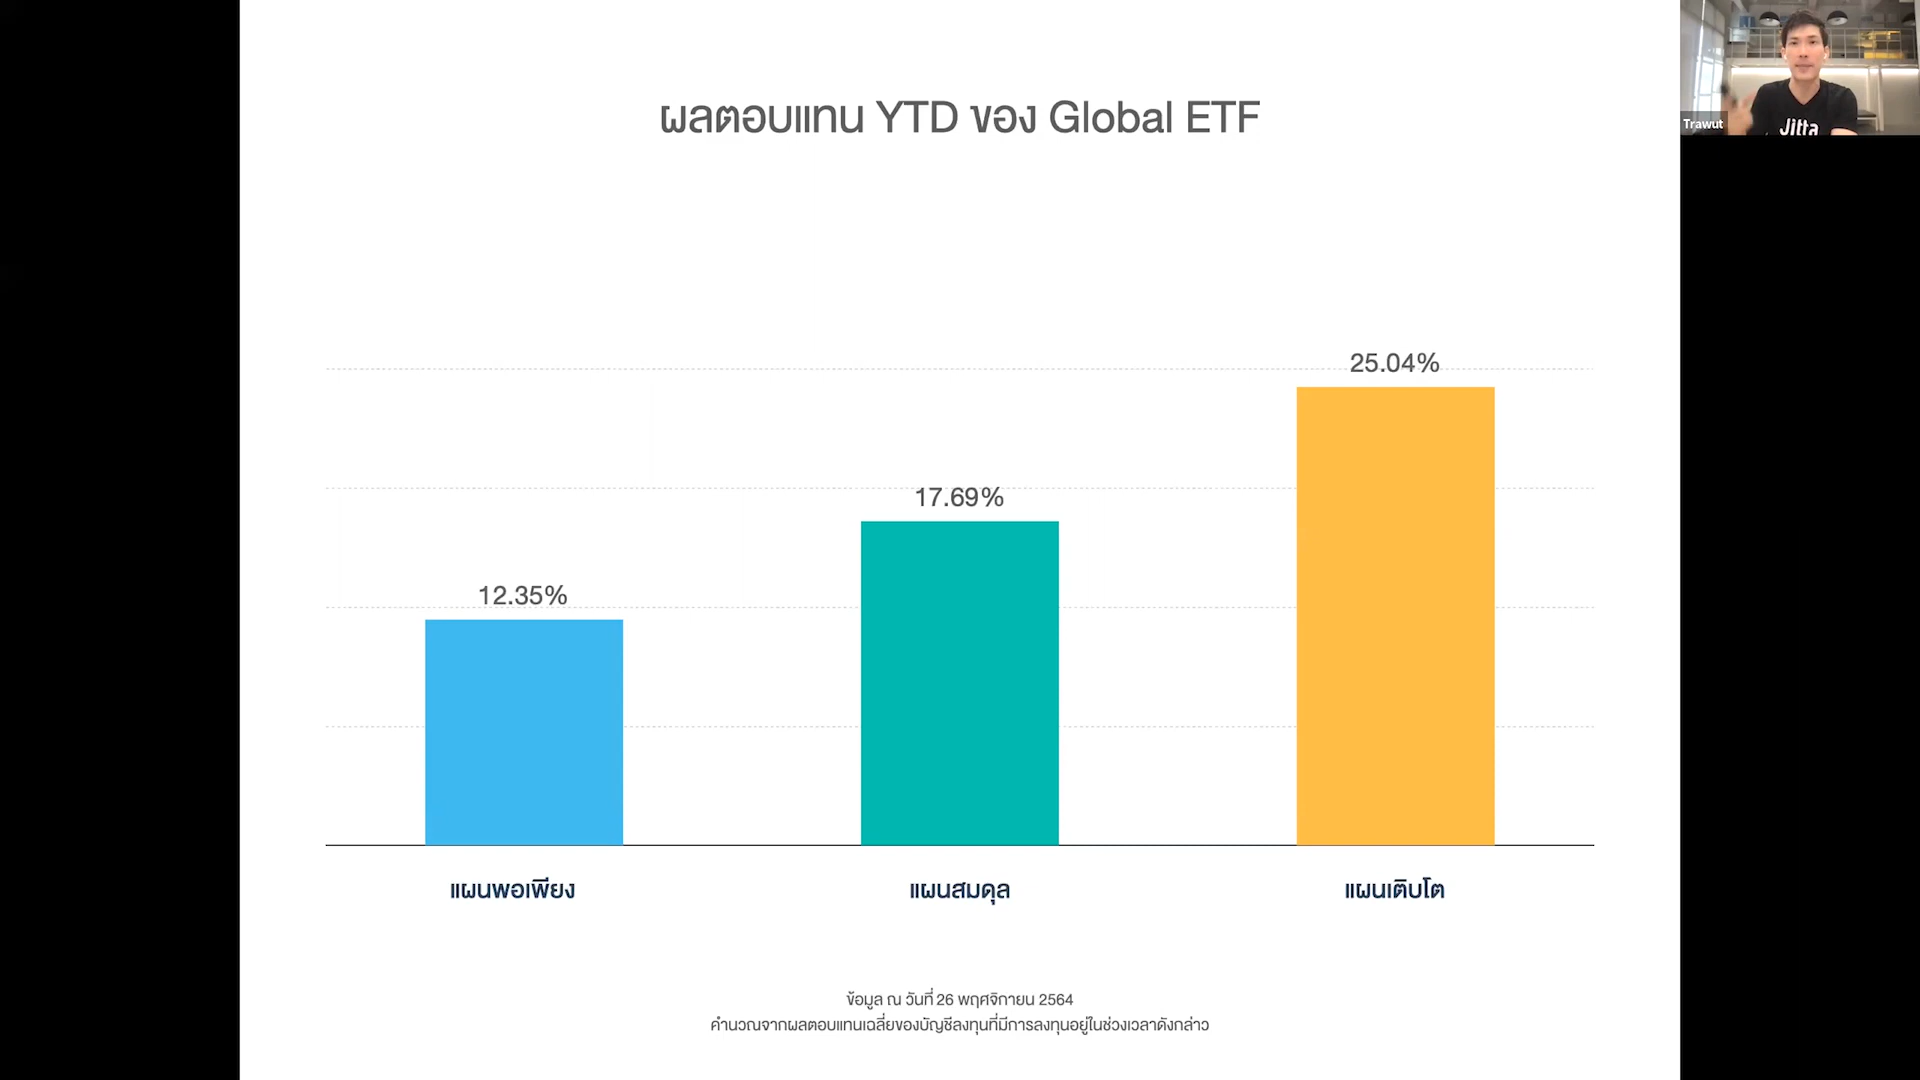 ผลตอบแทน YTD ของ Global ETF
Trawut
Jitta
25.04%
17.69%
12.35%
แผนพอเพียง
แผนสมดุล
แผนเติบโต
ข้อมูล ณ วันที่ 26 พฤศจิกายน 2564
คำนวณจากผลตอบแทนเฉลี่ยของบัญชีลงทุนที่มีการลงทุนอยู่ในช่วงเวลาดังกล่าว